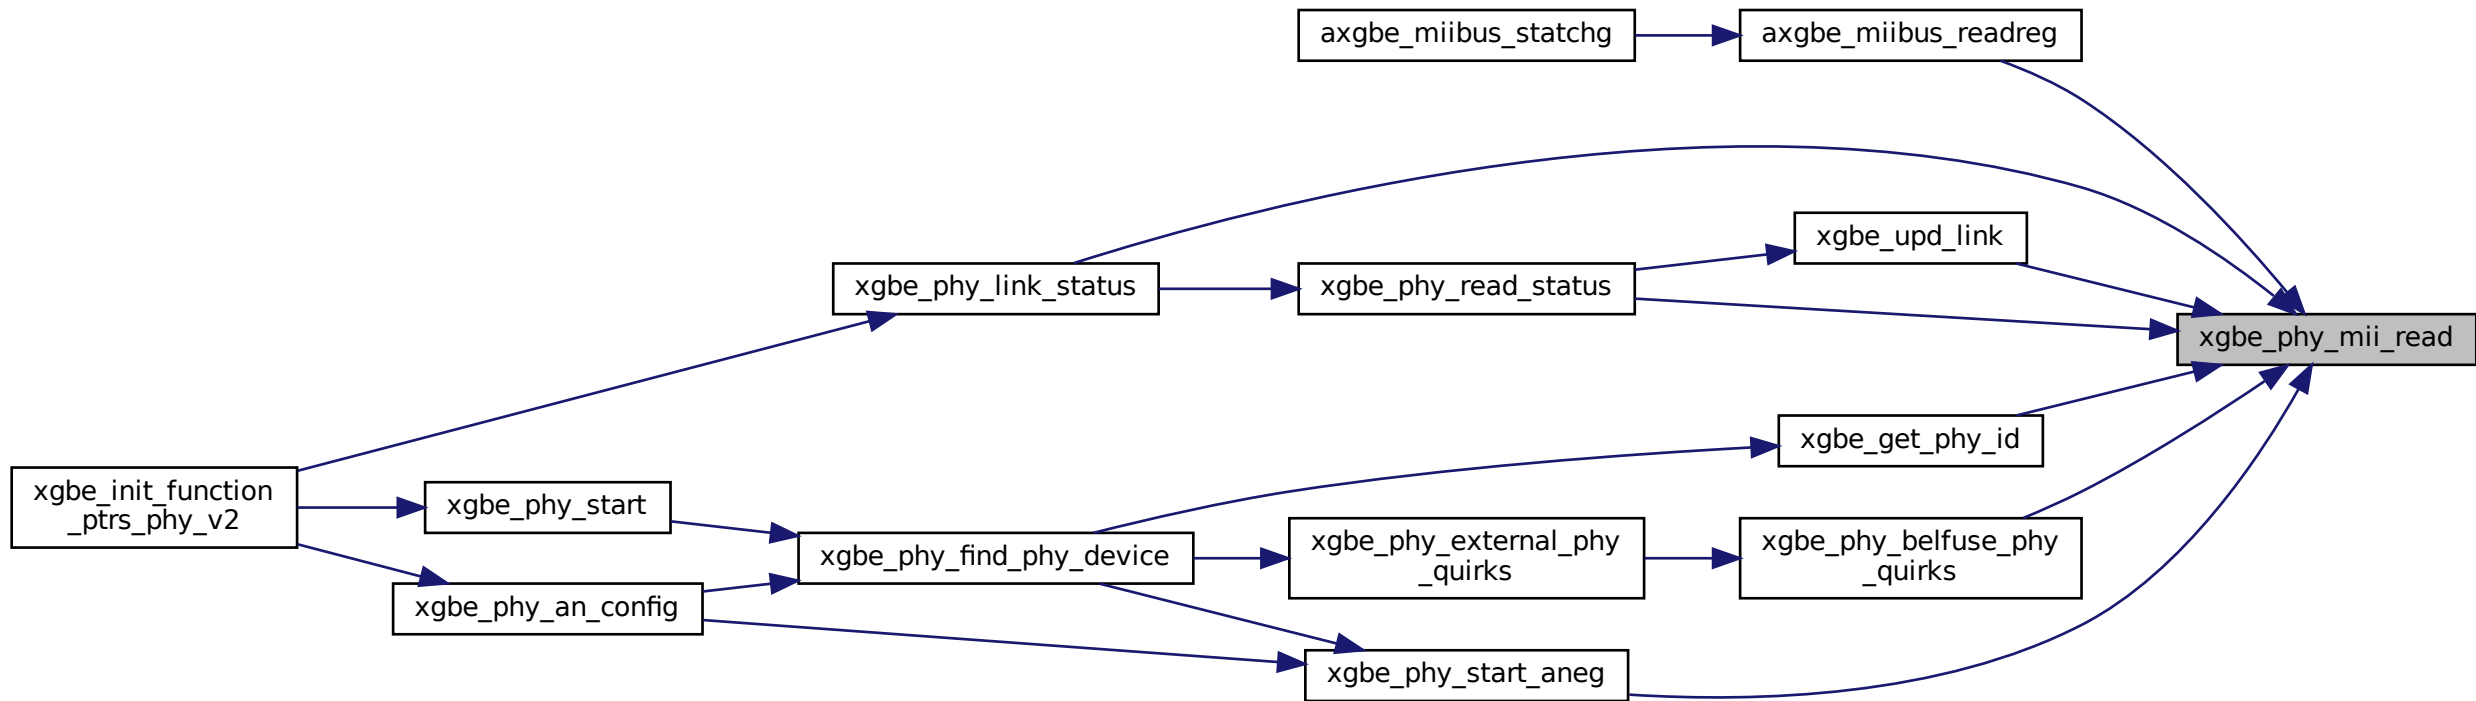 axgbe_miibus_statchg
axgbe_miibus_readreg
xgbe_upd_link
xgbe_phy_link_status
xgbe_phy_read_status
xgbe_phy_mii_read
xgbe_get_phy_id
xgbe_init_function
_ptrs_phy_v2
xgbe_phy_start
xgbe_phy_find_phy_device
xgbe_phy_external_phy
_quirks
xgbe_phy_belfuse_phy
_quirks
xgbe_phy_an_config
xgbe_phy_start_aneg